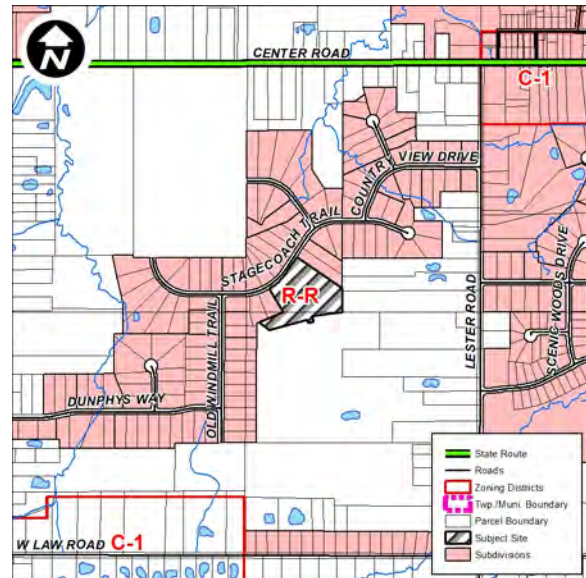 N
CENTER ROAD
C-1
COUNTRY VIEW DRIVE
STAGECOACH TRAIL
R-R
LESTER ROAD
SCENIC WOODS DRIVE
OLD WINDMILL TRAIL
DUNPHYS WAY
W LAW ROAD
C-1
State Route
Roads
Zoning Districts
Twp./Muni. Boundary
Parcel Boundary
Subject Site
Subdivisions